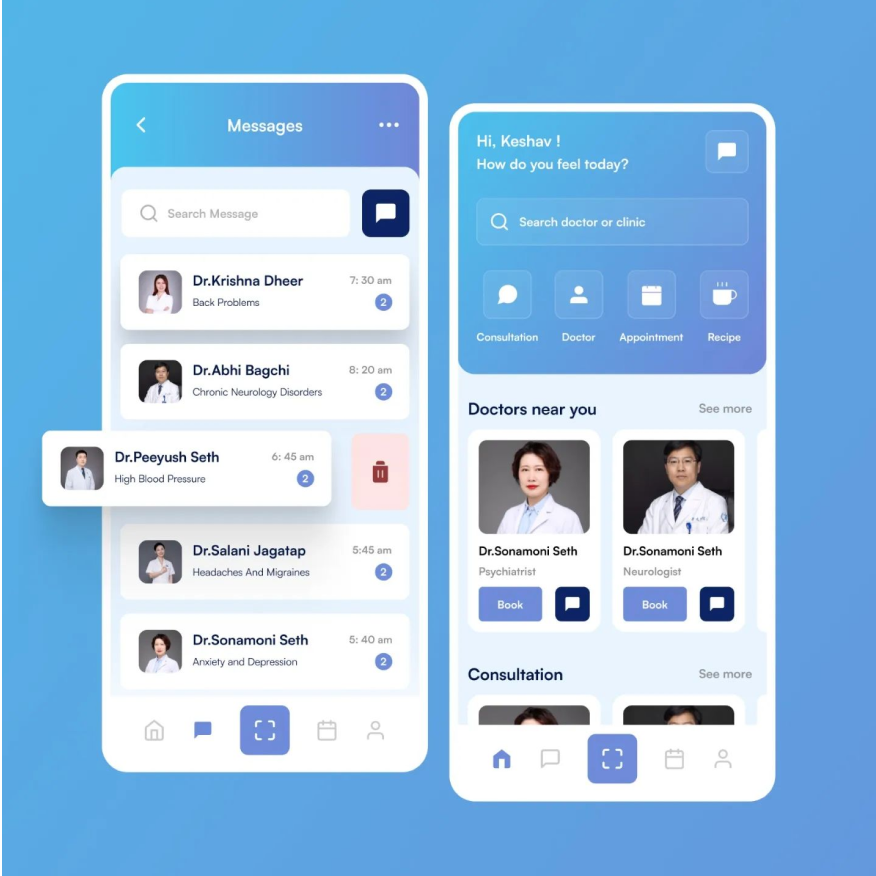 Messages
Search Message
Dr.Krishna Dheer
7: 30 am
Back Problems
2
Dr.Abhi Bagchi
8: 20 am
Chronic Neurology Disorders
2
Dr.Peeyush Seth
6: 45 am
High Blood Pressure
2
Dr.Salani Jagatap
5:45 am
Headaches And Migraines
2
Dr.Sonamoni Seth
5: 40 am
Anxiety and Depression
2
Hi, Keshav !
How do you feel today?
Search doctor or clinic
Consultation
Doctor
Appointment
Recipe
Doctors near you
See more
Dr.Sonamoni Seth
Psychiatrist
Book
Dr.Sonamoni Seth
Neurologist
Book
Consultation
See more